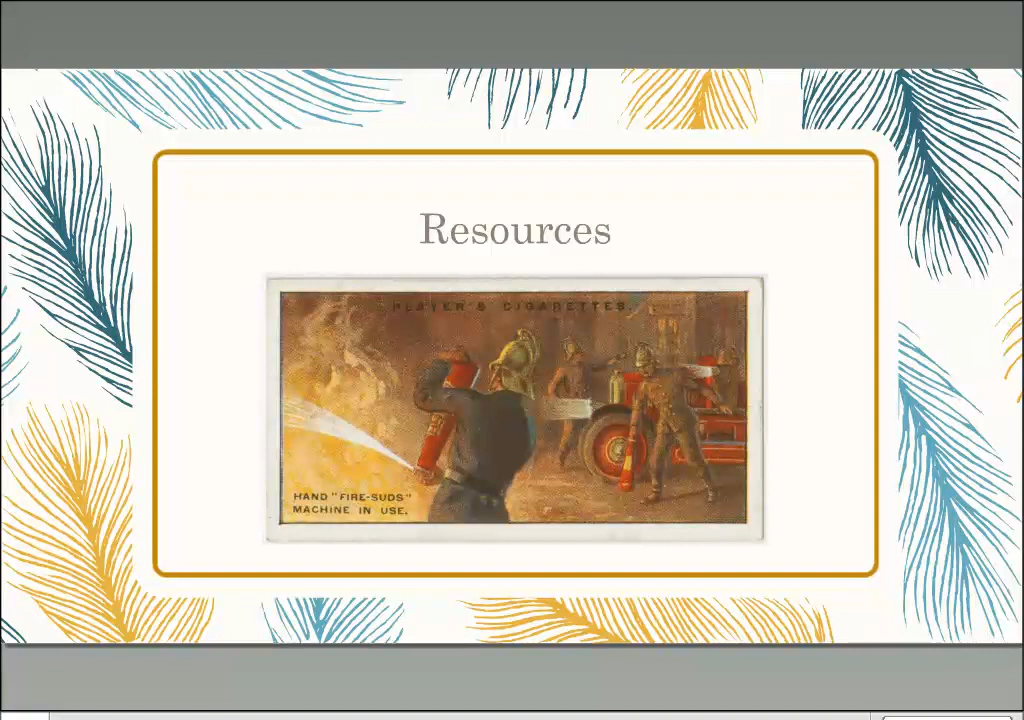 Resources
PLAYER'S CIGARETTES.
HAND "FIRE-SUDS"
MACHINE IN USE.